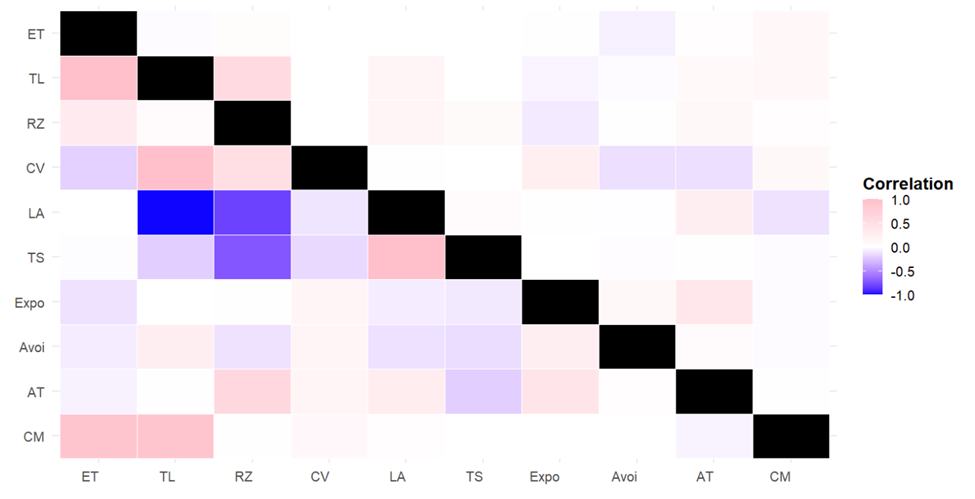 ET
TL
RZ
CV
LA
TS
Expo
Avoi
AT
CM
ET TL RZ CV LA TS Expo Avoi AT CM
Correlation
1.0
0.5
0.0
-0.5
-1.0